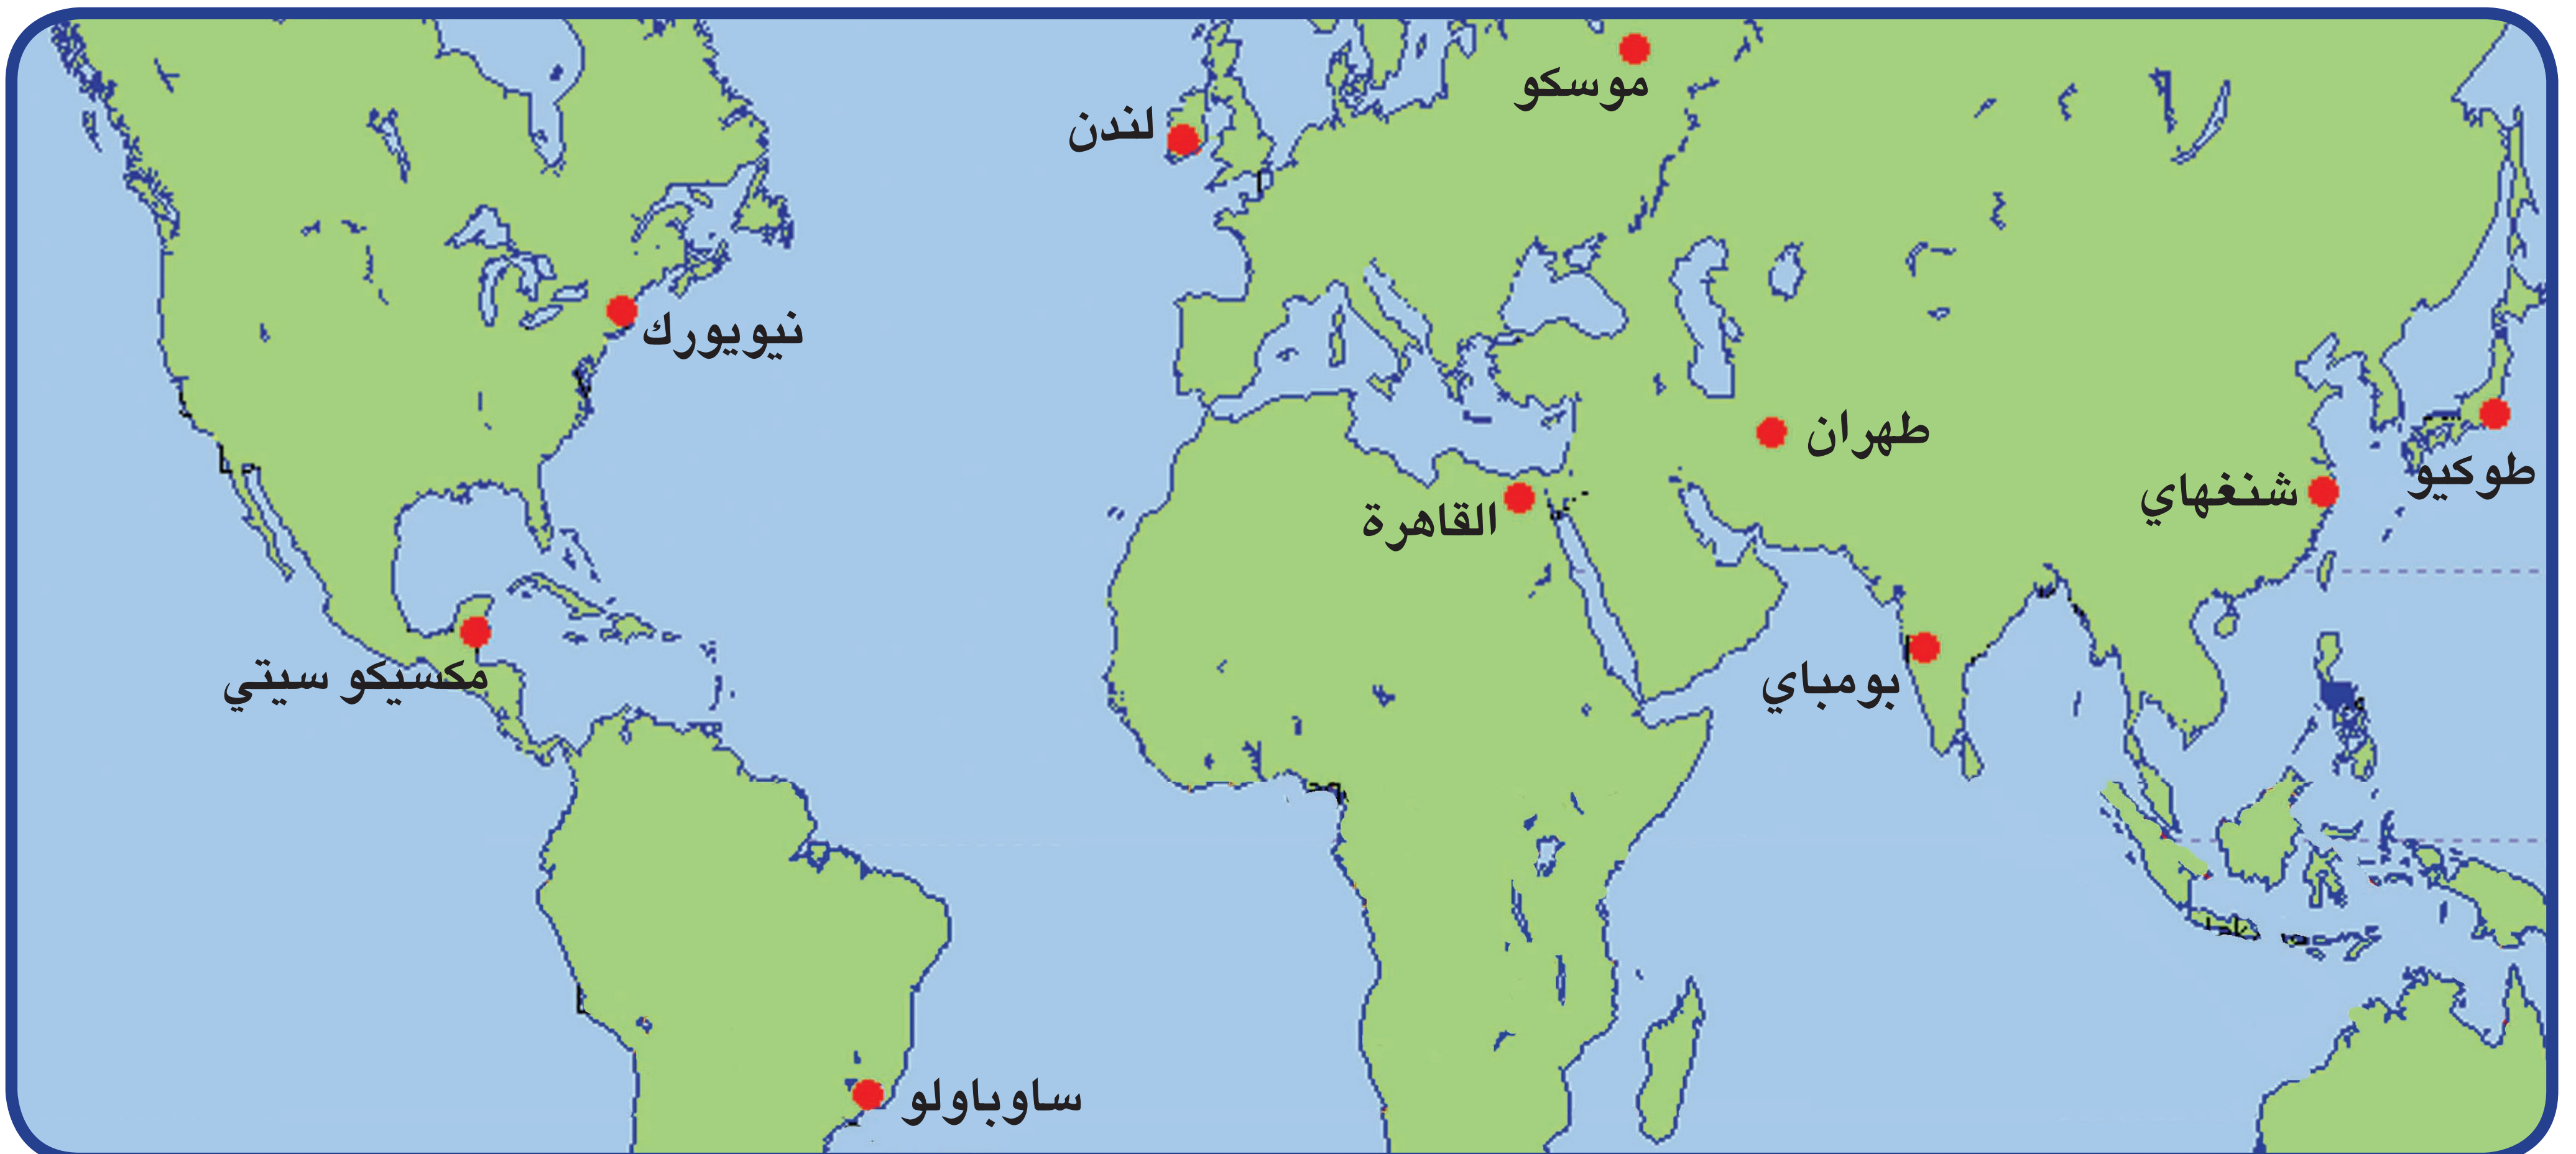 موسكو
لندن
نيويورك
طهران
طوكيو
شنغهاي
القاهرة
مكسيكو سيتي
بومباي
ساوباولو